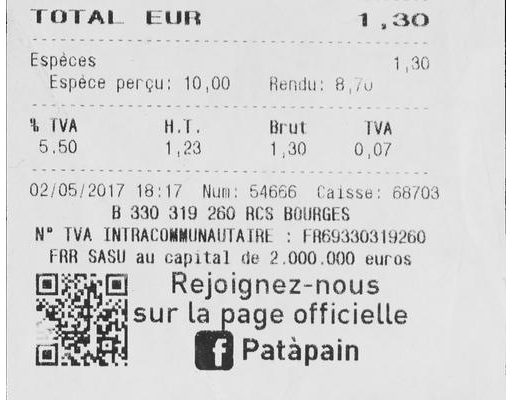 TOTAL EUR 1,30
Espèces 1,30
Espèce perçu: 10,00 Rendu: 8,70
% TVA H.T. Brut TVA
5.50 1,23 1,30 0,07
02/05/2017 18:17 Num: 54666 Caisse: 68703
B 330 319 260 RCS BOURGES
N° TVA INTRACOMMUNAUTAIRE : FR69330319260
FRR SASU au capital de 2.000.000 euros
Rejoignez-nous
sur la page officielle
f Patàpain